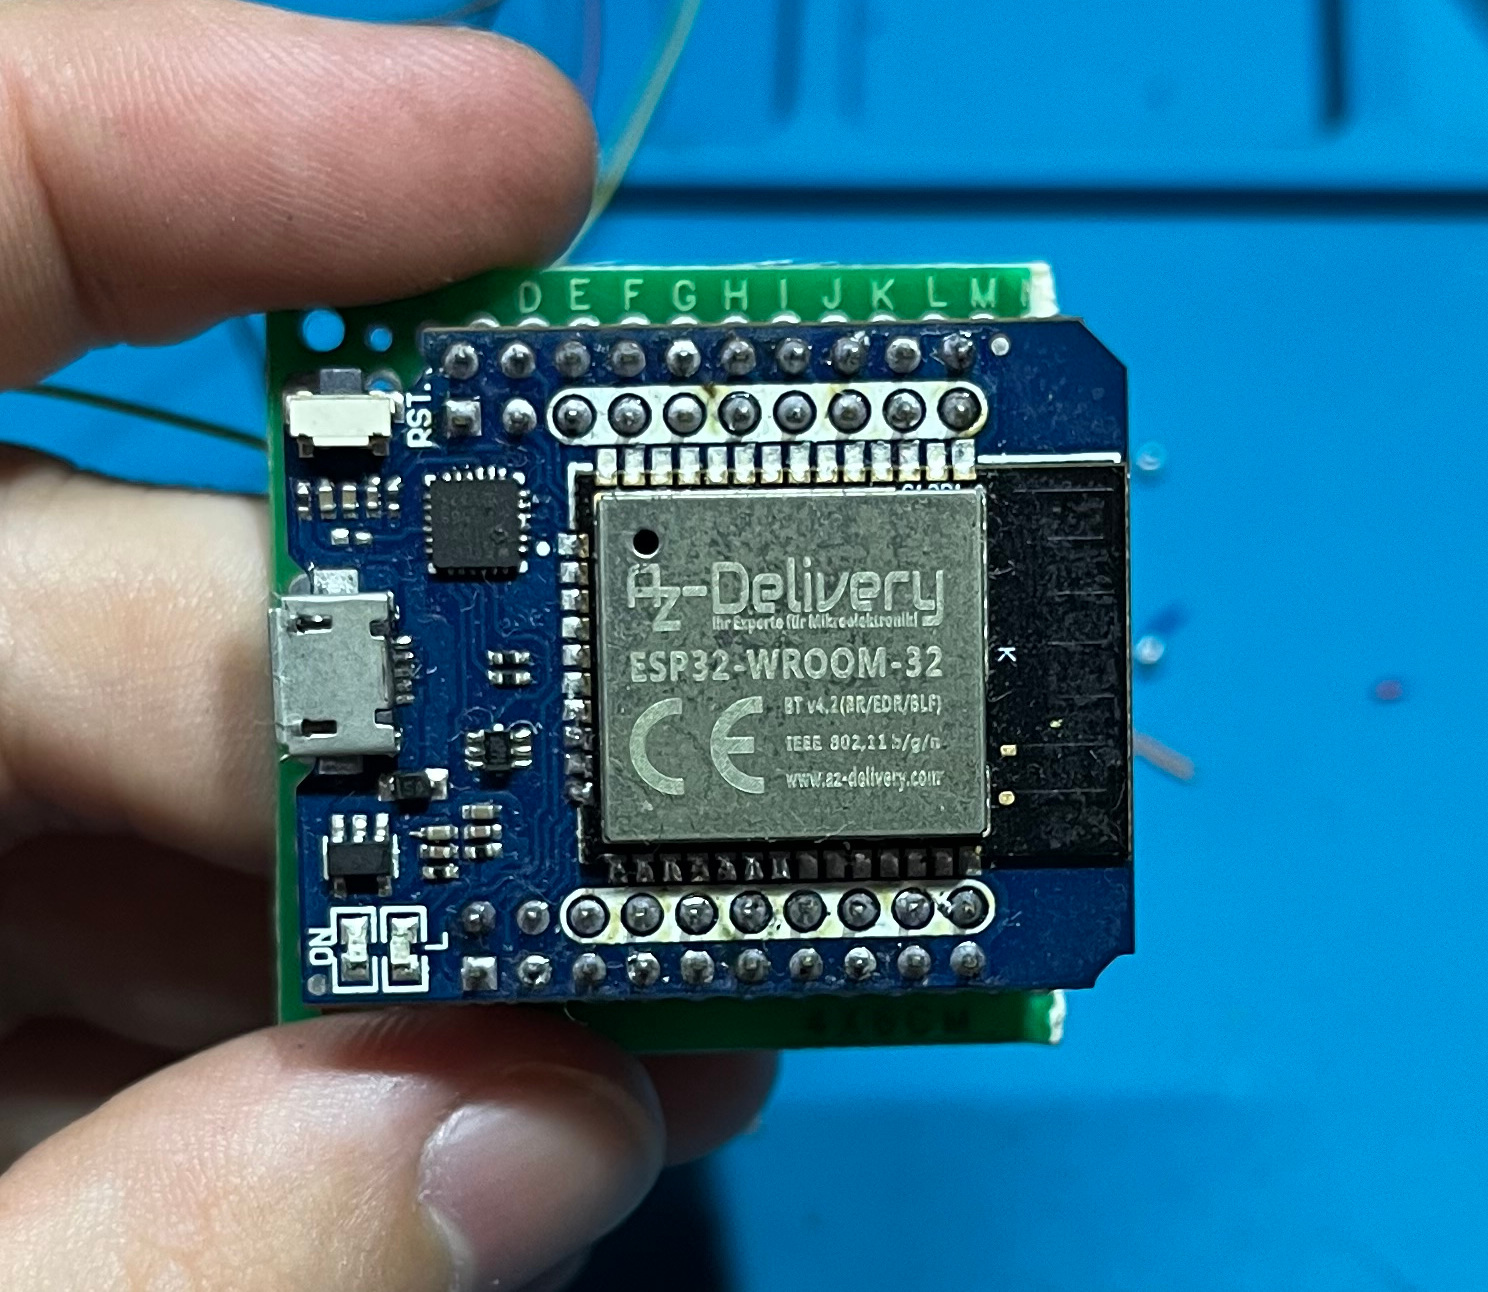 D E F G H I J K L M
RST
AZ-Delivery
Ihr Experte für Mikroelektronik!
ESP32-WROOM-32
CE
BT v4.2(BR/EDR/BLE)
IEEE 802.11 b/g/n
www.az-delivery.com
K
ON
L